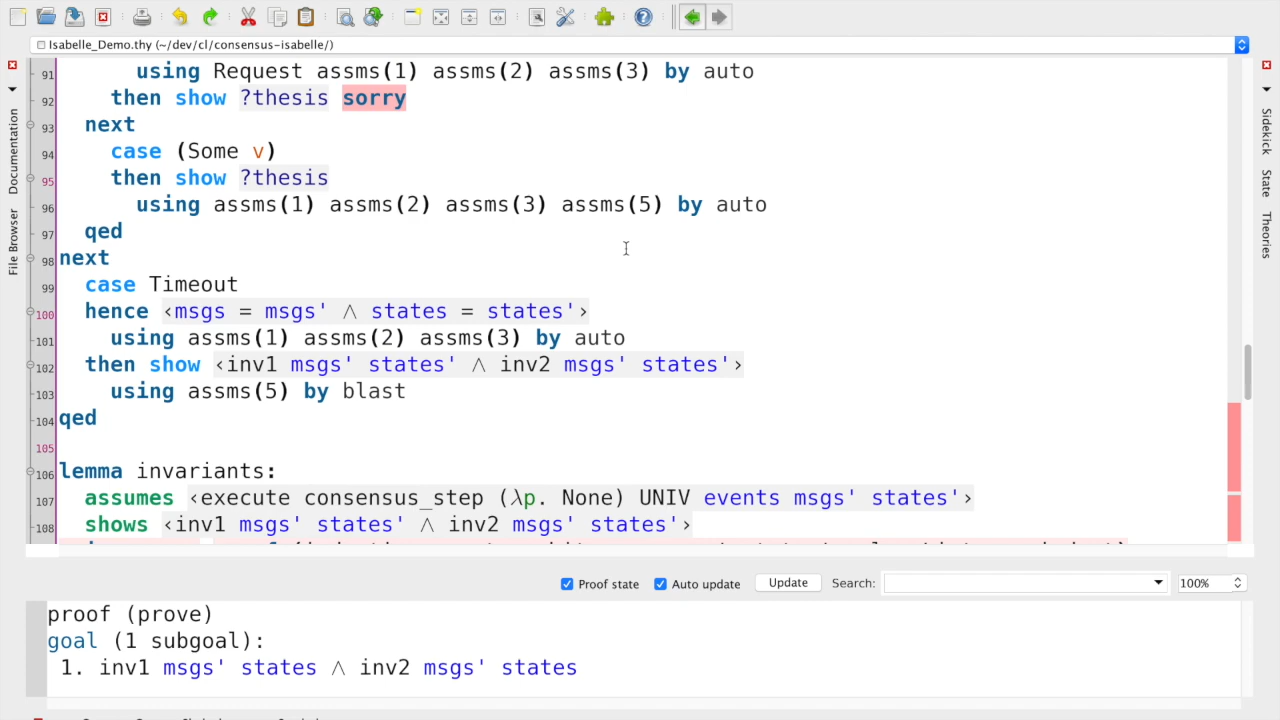 Isabelle_Demo.thy (~/dev/cl/consensus-isabelle/)
91 using Request assms(1) assms(2) assms(3) by auto
92 then show ?thesis sorry
93 next
94 case (Some v)
95 then show ?thesis
96 using assms(1) assms(2) assms(3) assms(5) by auto
97 qed
98 next
99 case Timeout
100 hence ‹msgs = msgs' ∧ states = states'›
101 using assms(1) assms(2) assms(3) by auto
102 then show ‹inv1 msgs' states' ∧ inv2 msgs' states'›
103 using assms(5) by blast
104 qed
105
106 lemma invariants:
107 assumes ‹execute consensus_step (λp. None) UNIV events msgs' states'›
108 shows ‹inv1 msgs' states' ∧ inv2 msgs' states'›
Documentation
File Browser
Sidekick
State
Theories
Proof state Auto update Update Search: 100%
proof (prove)
goal (1 subgoal):
1. inv1 msgs' states ∧ inv2 msgs' states